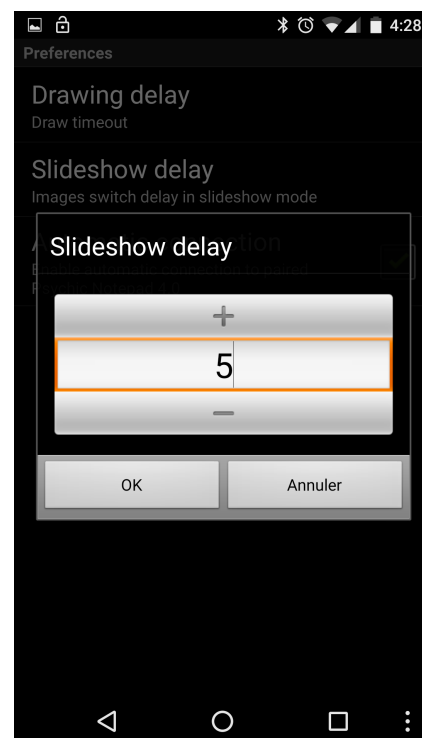 4:28
Preferences
Drawing delay
Draw timeout
Slideshow delay
Images switch delay in slideshow mode
Slideshow delay
+
5
−
OK
Annuler